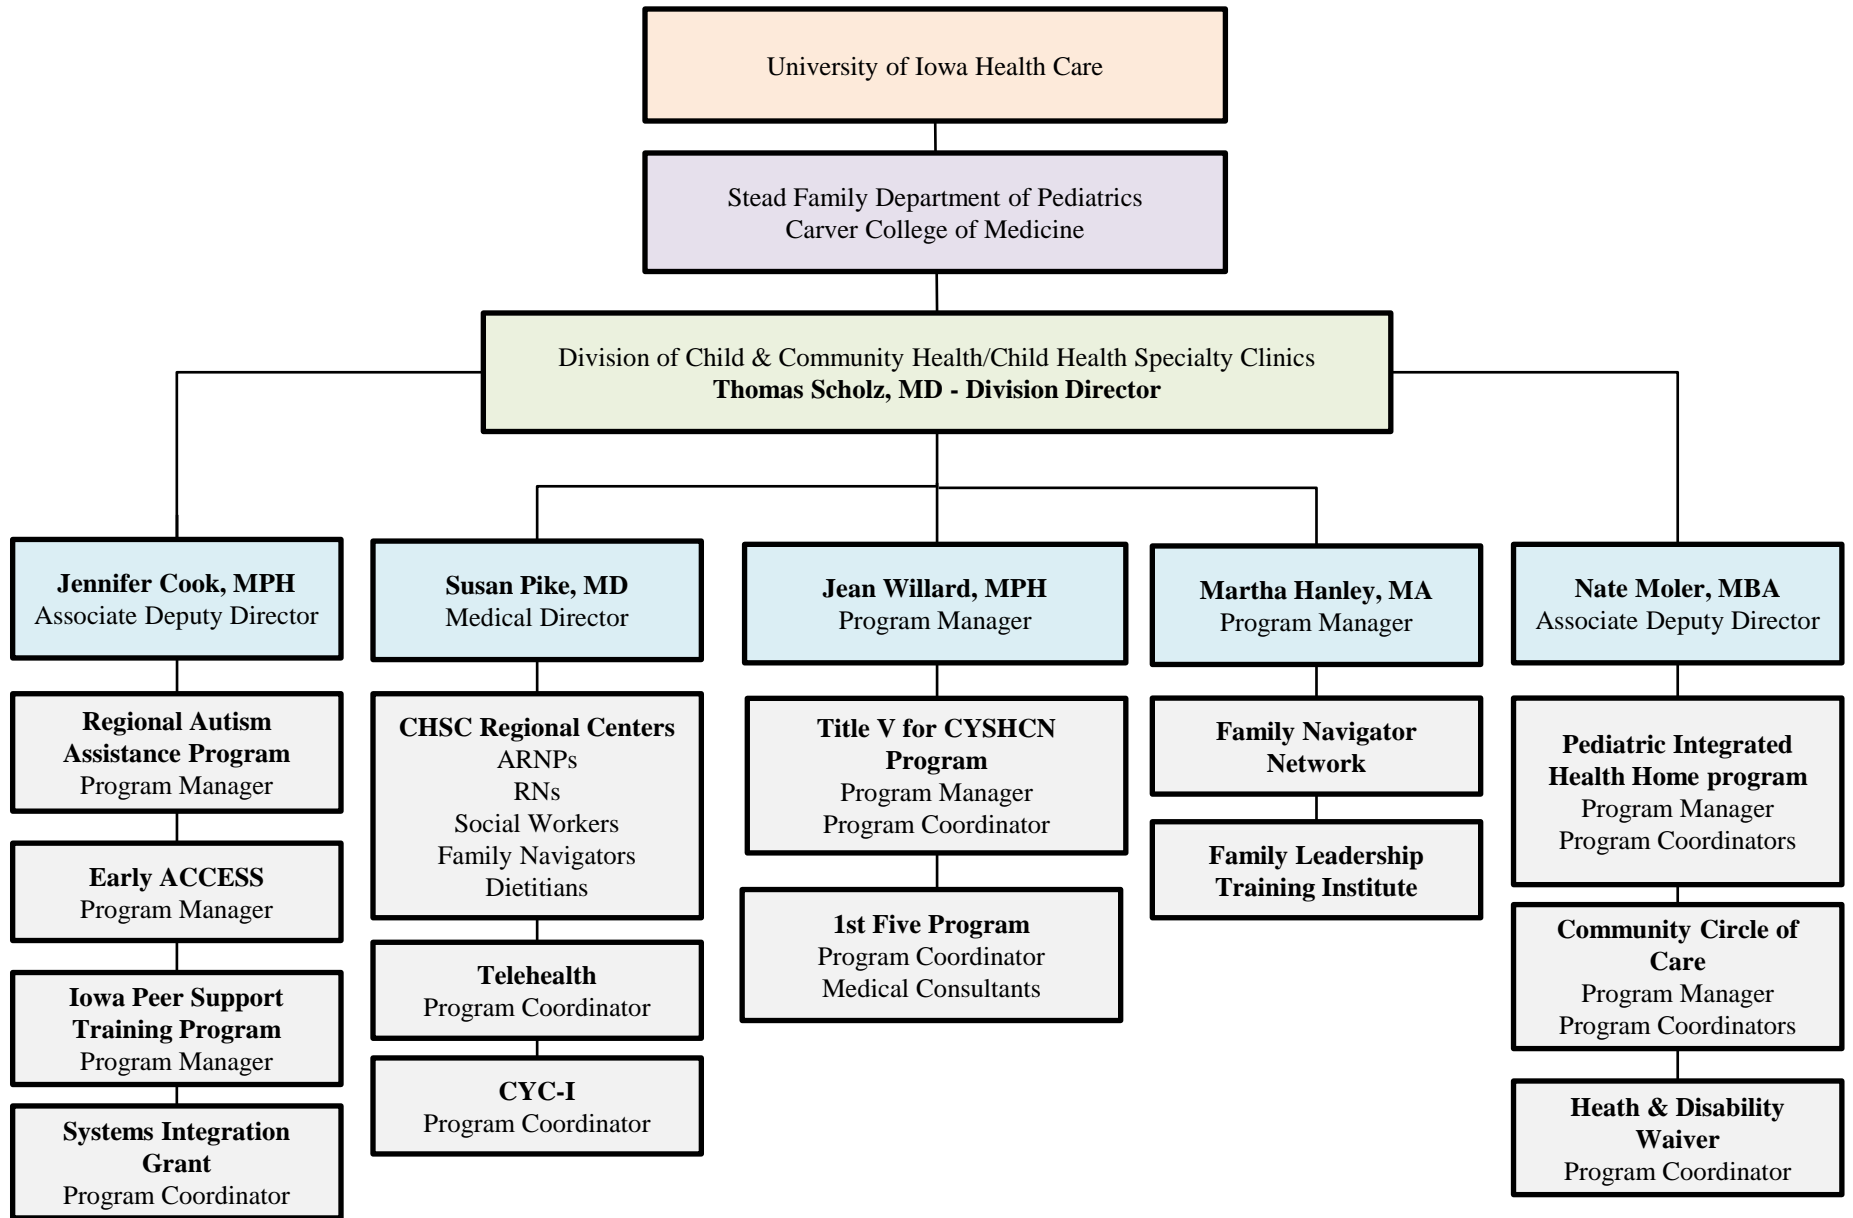 University of Iowa Health Care
Stead Family Department of Pediatrics
Carver College of Medicine
Division of Child & Community Health/Child Health Specialty Clinics
Thomas Scholz, MD - Division Director
Jennifer Cook, MPH
Associate Deputy Director
Regional Autism
Assistance Program
Program Manager
Early ACCESS
Program Manager
Iowa Peer Support
Training Program
Program Manager
Systems Integration
Grant
Program Coordinator
Susan Pike, MD
Medical Director
CHSC Regional Centers
ARNPs
RNs
Social Workers
Family Navigators
Dietitians
Telehealth
Program Coordinator
CYC-I
Program Coordinator
Jean Willard, MPH
Program Manager
Title V for CYSHCN
Program
Program Manager
Program Coordinator
1st Five Program
Program Coordinator
Medical Consultants
Martha Hanley, MA
Program Manager
Family Navigator
Network
Family Leadership
Training Institute
Nate Moler, MBA
Associate Deputy Director
Pediatric Integrated
Health Home program
Program Manager
Program Coordinators
Community Circle of
Care
Program Manager
Program Coordinators
Heath & Disability
Waiver
Program Coordinator